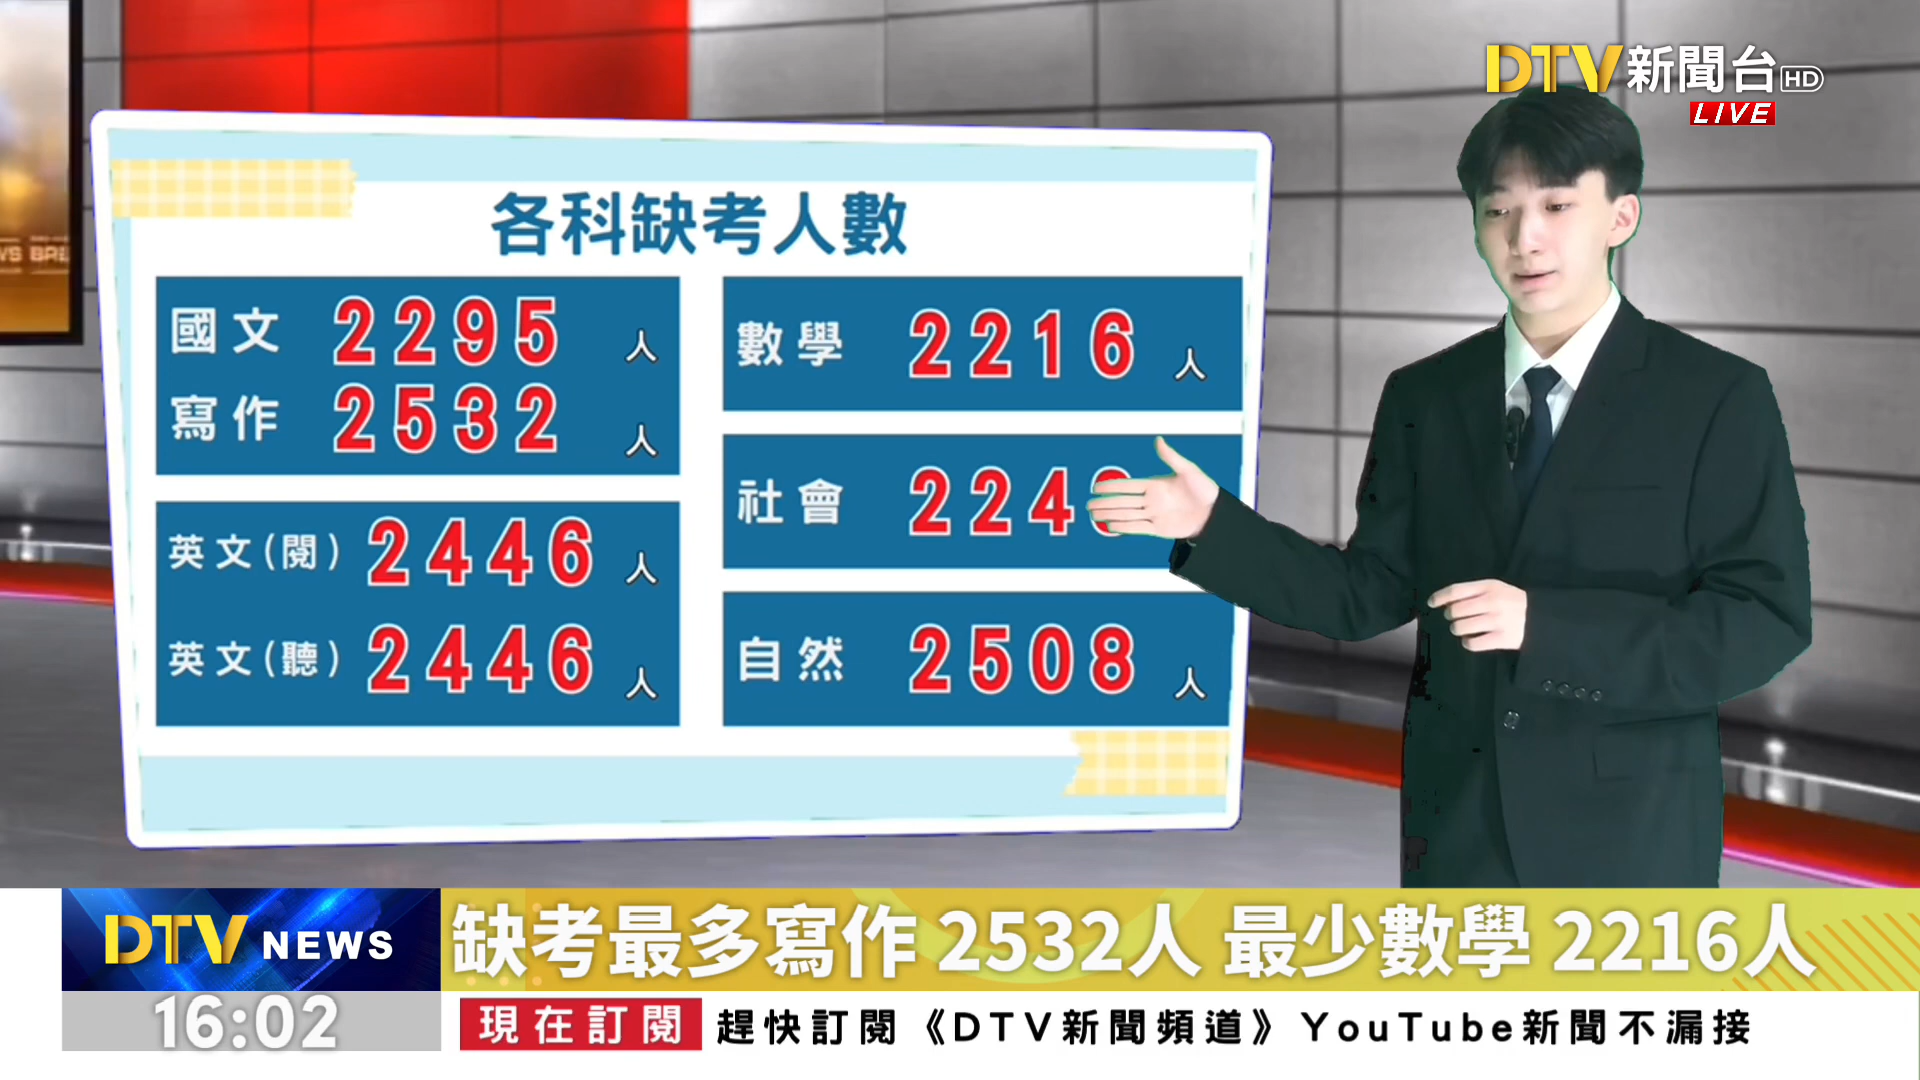 DTV新聞台HD
LIVE
各科缺考人數
國文 2295 人
寫作 2532 人
英文(閱) 2446 人
英文(聽) 2446 人
數學 2216 人
社會 224
自然 2508 人
DTV NEWS
缺考最多寫作 2532人 最少數學 2216人
16:02
現在訂閱 趕快訂閱《DTV新聞頻道》YouTube新聞不漏接